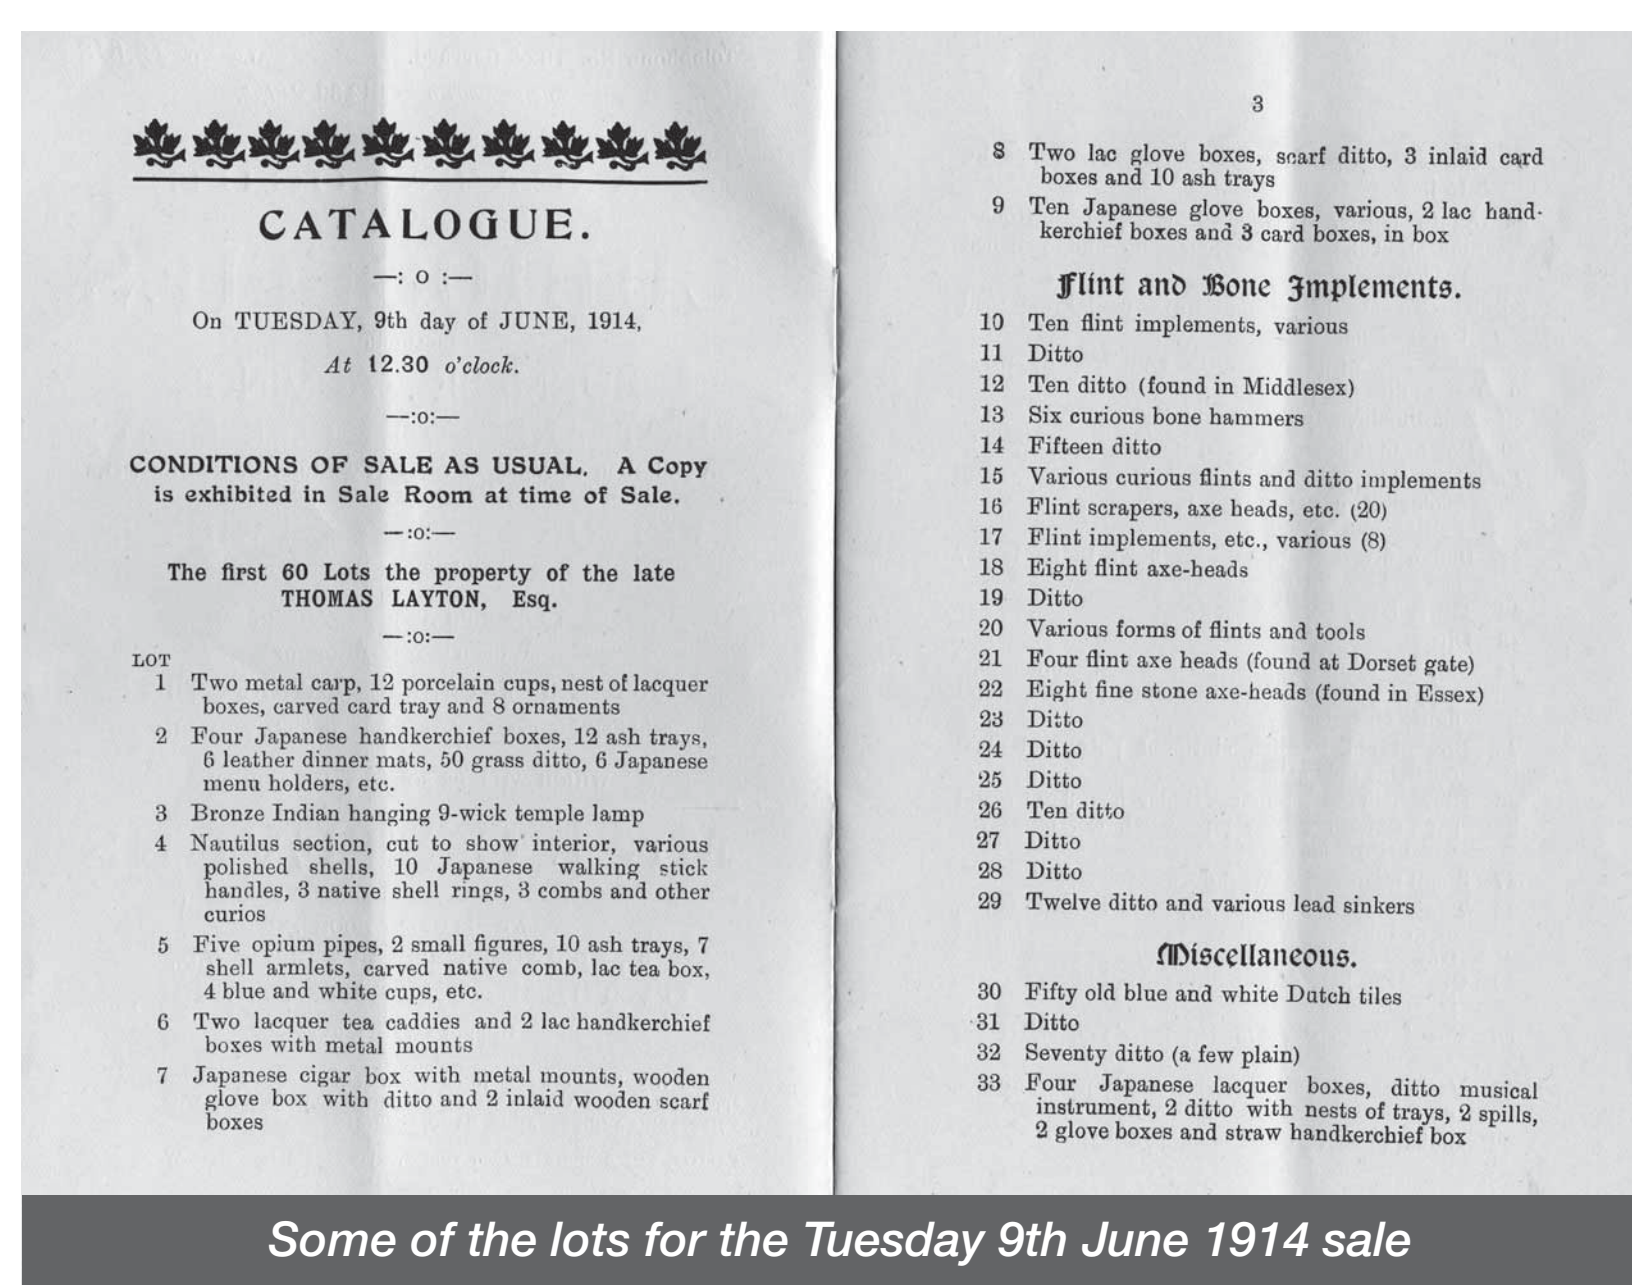 CATALOGUE.
—: o :—
On TUESDAY, 9th day of JUNE, 1914,
At 12.30 o'clock.
—:o:—
CONDITIONS OF SALE AS USUAL. A Copy
is exhibited in Sale Room at time of Sale.
—:o:—
The first 60 Lots the property of the late
THOMAS LAYTON, Esq.
—:o:—
LOT
1 Two metal carp, 12 porcelain cups, nest of lacquer
boxes, carved card tray and 8 ornaments
2 Four Japanese handkerchief boxes, 12 ash trays,
6 leather dinner mats, 50 grass ditto, 6 Japanese
menu holders, etc.
3 Bronze Indian hanging 9-wick temple lamp
4 Nautilus section, cut to show interior, various
polished shells, 10 Japanese walking stick
handles, 3 native shell rings, 3 combs and other
curios
5 Five opium pipes, 2 small figures, 10 ash trays, 7
shell armlets, carved native comb, lac tea box,
4 blue and white cups, etc.
6 Two lacquer tea caddies and 2 lac handkerchief
boxes with metal mounts
7 Japanese cigar box with metal mounts, wooden
glove box with ditto and 2 inlaid wooden scarf
boxes
3
8 Two lac glove boxes, scarf ditto, 3 inlaid card
boxes and 10 ash trays
9 Ten Japanese glove boxes, various, 2 lac hand-
kerchief boxes and 3 card boxes, in box
Flint and Bone Implements.
10 Ten flint implements, various
11 Ditto
12 Ten ditto (found in Middlesex)
13 Six curious bone hammers
14 Fifteen ditto
15 Various curious flints and ditto implements
16 Flint scrapers, axe heads, etc. (20)
17 Flint implements, etc., various (8)
18 Eight flint axe-heads
19 Ditto
20 Various forms of flints and tools
21 Four flint axe heads (found at Dorset gate)
22 Eight fine stone axe-heads (found in Essex)
23 Ditto
24 Ditto
25 Ditto
26 Ten ditto
27 Ditto
28 Ditto
29 Twelve ditto and various lead sinkers
Miscellaneous.
30 Fifty old blue and white Dutch tiles
31 Ditto
32 Seventy ditto (a few plain)
33 Four Japanese lacquer boxes, ditto musical
instrument, 2 ditto with nests of trays, 2 spills,
2 glove boxes and straw handkerchief box
Some of the lots for the Tuesday 9th June 1914 sale